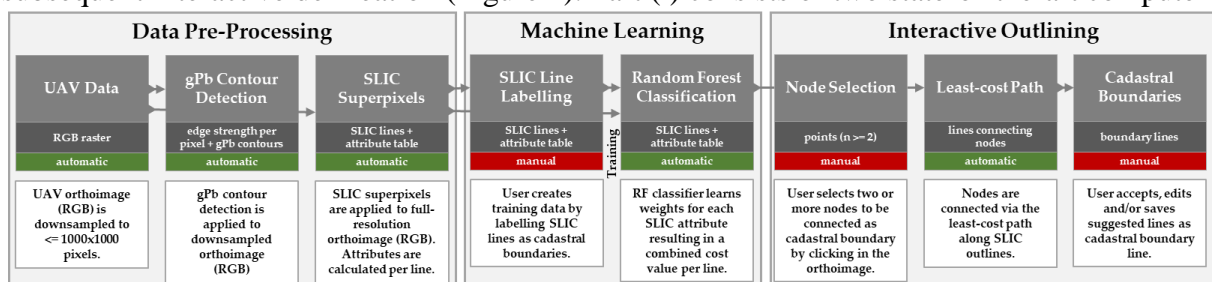 Data Pre-Processing
Machine Learning
Interactive Outlining
UAV Data
RGB raster
automatic
UAV orthoimage
(RGB) is
downsampled to
<= 1000x1000
pixels.
gPb Contour
Detection
edge strength per
pixel + gPb contours
automatic
gPb contour
detection is
applied to
downsampled
orthoimage
(RGB)
SLIC
Superpixels
SLIC lines +
attribute table
automatic
SLIC superpixels
are applied to full-
resolution
orthoimage (RGB).
Attributes are
calculated per line.
SLIC Line
Labelling
SLIC lines +
attribute table
manual
User creates
training data by
labelling SLIC
lines as cadastral
boundaries.
Training
Random Forest
Classification
SLIC lines +
attribute table
automatic
RF classifier learns
weights for each
SLIC attribute
resulting in a
combined cost
value per line.
Node Selection
points (n >= 2)
manual
User selects two or
more nodes to be
connected as
cadastral boundary
by clicking in the
orthoimage.
Least-cost Path
lines connecting
nodes
automatic
Nodes are
connected via the
least-cost path
along SLIC
outlines.
Cadastral
Boundaries
boundary lines
manual
User accepts, edits
and/or saves
suggested lines as
cadastral boundary
line.